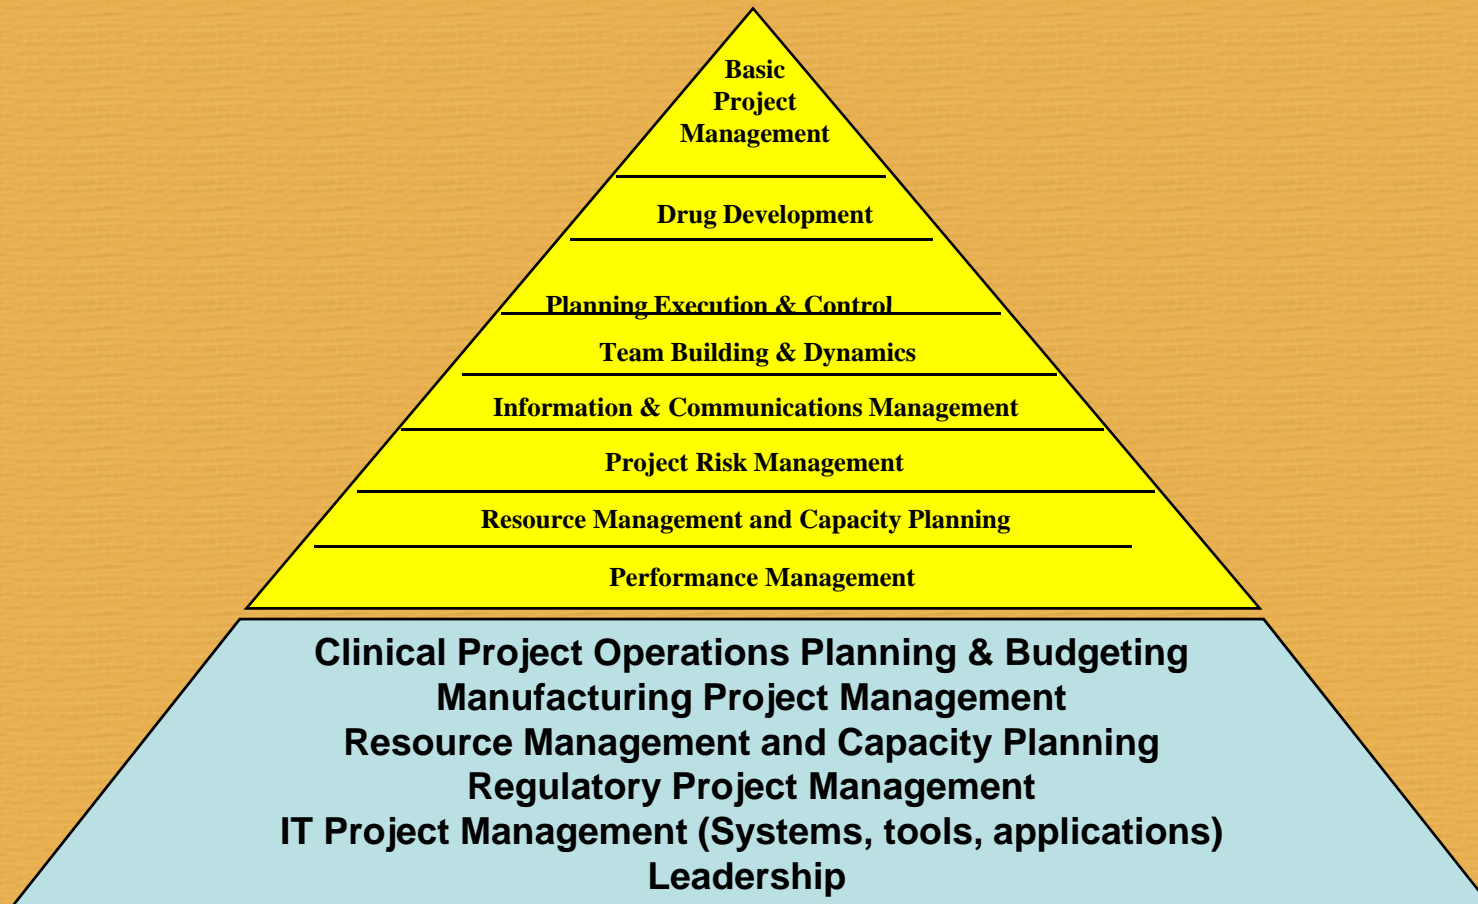 Basic
Project
Management
Drug Development
Planning Execution & Control
Team Building & Dynamics
Information & Communications Management
Project Risk Management
Resource Management and Capacity Planning
Performance Management
Clinical Project Operations Planning & Budgeting
Manufacturing Project Management
Resource Management and Capacity Planning
Regulatory Project Management
IT Project Management (Systems, tools, applications)
Leadership